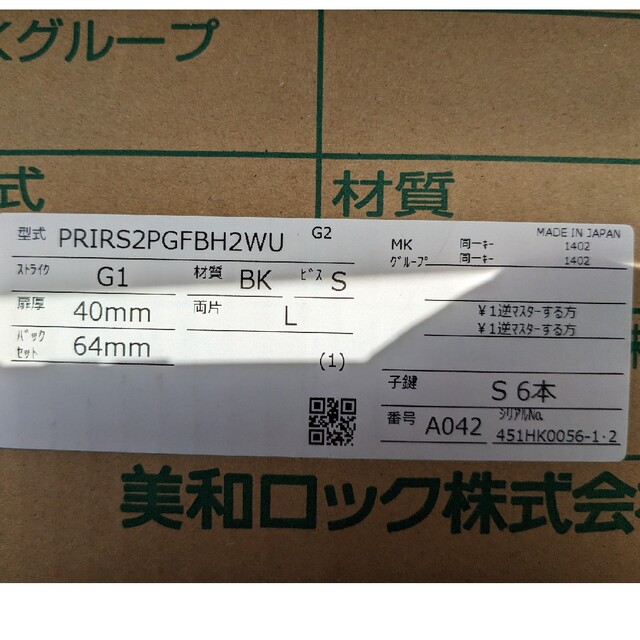 Kグループ
式
材質
型式 PRIRS2PGFBH2WU G2
ストライク G1 材質 BK ビス S
扉厚 40mm 両片 L
バックセット 64mm (1)
MADE IN JAPAN
MK 同一キー 1402
グループ 同一キー 1402
¥1逆マスターする方
¥1逆マスターする方
子鍵 S 6本
番号 A042 シリアルNo. 451HK0056-1・2
美和ロック株式会